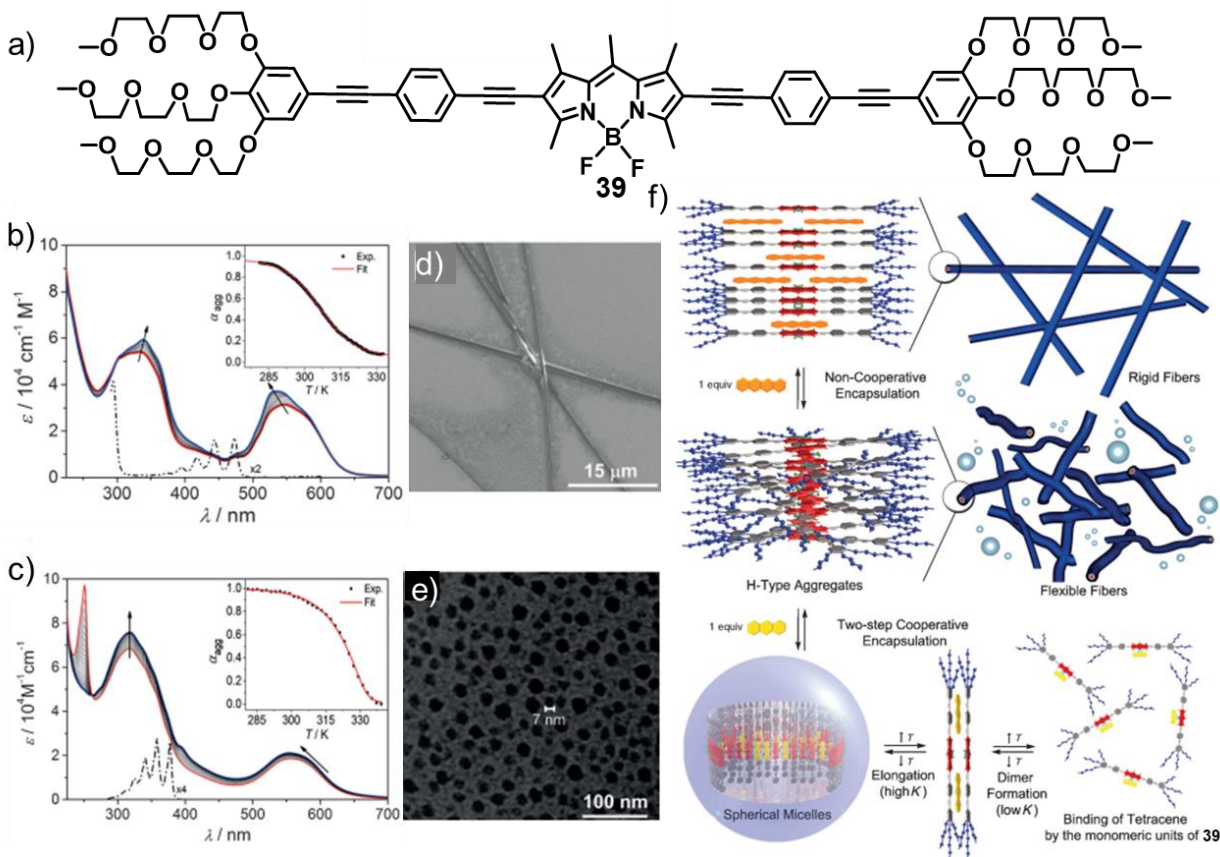 a)
O O O O O O O O
O O O O O O O O O O O O O O O O
N N
B
F F
39
b)
ε / 10⁴ cm⁻¹ M⁻¹
10
8
6
4
2
0
300 400 500 600 700
λ / nm
x2
Exp.
Fit
αagg
1.0
0.8
0.6
0.4
0.2
0.0
285 300 315 330
T / K
c)
ε / 10⁴M⁻¹cm⁻¹
10
8
6
4
2
0
300 400 500 600 700
λ / nm
x4
Exp.
Fit
αagg
1.0
0.8
0.6
0.4
0.2
0.0
285 300 315 330
T / K
d)
15 μm
e)
7 nm
100 nm
f)
1 equiv
Non-Cooperative
Encapsulation
Rigid Fibers
H-Type Aggregates
Flexible Fibers
1 equiv
Two-step Cooperative
Encapsulation
Spherical Micelles
↑ T
↓ T
Elongation
(high K)
↑ T
↓ T
Dimer
Formation
(low K)
Binding of Tetracene
by the monomeric units of 39